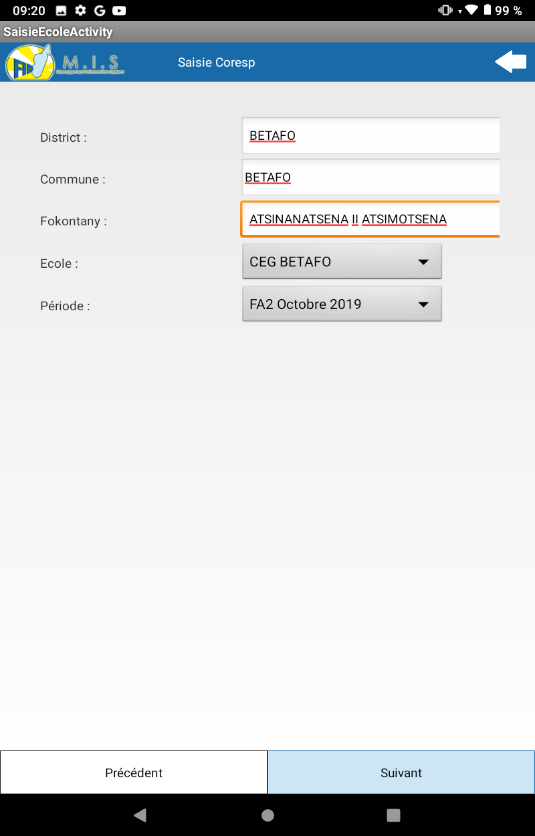 09:20 99 %
SaisieEcoleActivity
M.I.S Saisie Coresp
District : BETAFO
Commune : BETAFO
Fokontany : ATSINANATSENA II ATSIMOTSENA
Ecole : CEG BETAFO
Période : FA2 Octobre 2019
Précédent Suivant